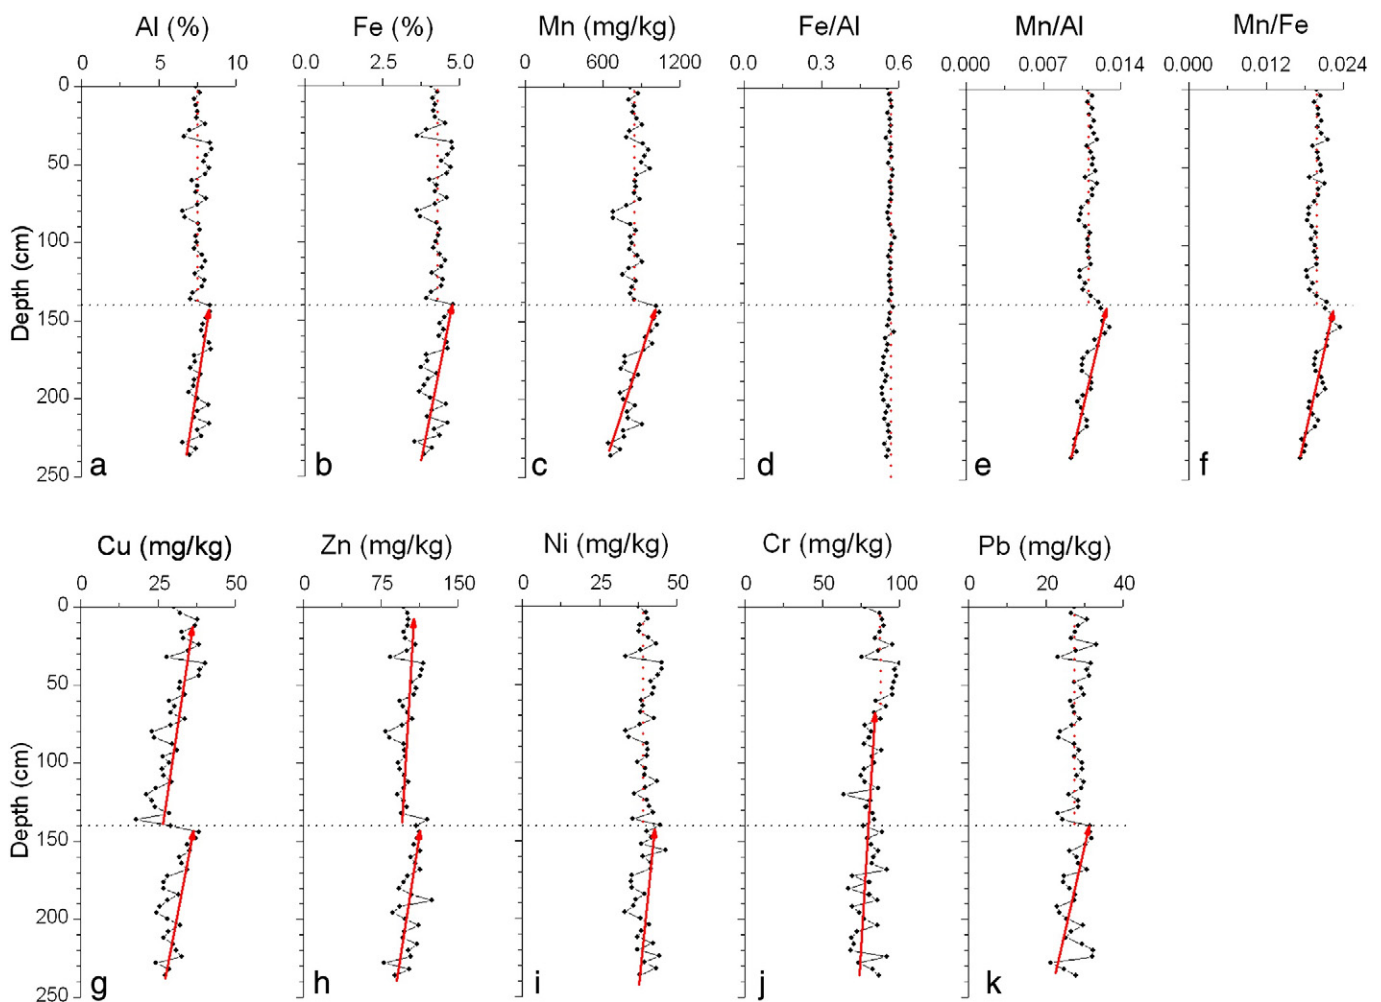 Al (%) Fe (%) Mn (mg/kg) Fe/Al Mn/Al Mn/Fe
0 5 10 0.0 2.5 5.0 0 600 1200 0.0 0.3 0.6 0.000 0.007 0.014 0.000 0.012 0.024
0
50
100
Depth (cm)
150
200
a b c d e f
250
Cu (mg/kg) Zn (mg/kg) Ni (mg/kg) Cr (mg/kg) Pb (mg/kg)
0 25 50 0 75 150 0 25 50 0 50 100 0 20 40
0
50
100
Depth (cm)
150
200
g h i j k
250